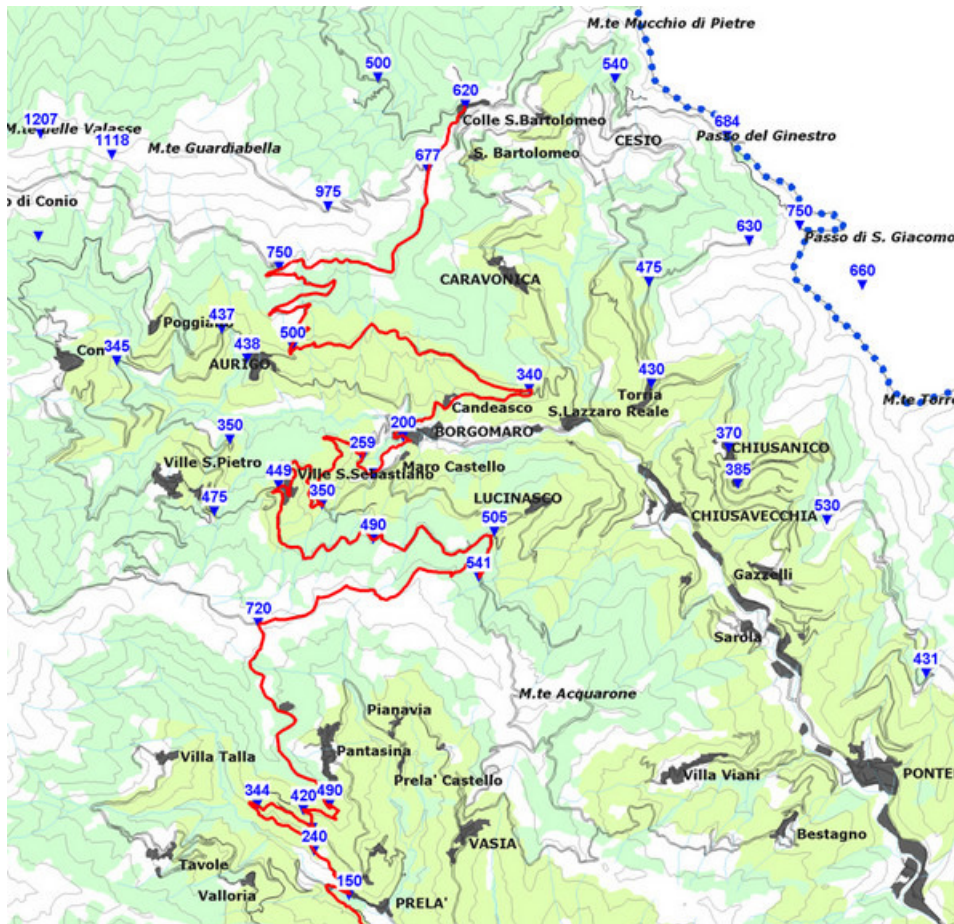 M.te Mucchio di Pietre
500
540
620
Colle S.Bartolomeo
1207
684
M.te delle Valasse
Passo del Ginestro
CESIO
1118
M.te Guardiabella
S. Bartolomeo
677
975
o di Conio
750
630
Passo di S. Giacomo
750
475
660
CARAVONICA
437
Poggialo
500
345
438
Con
AURIGO
340
430
Torria
M.te Torre
Candeasco
S.Lazzaro Reale
200
BORGOMARO
350
259
370
CHIUSANICO
Ville S.Pietro
449
Ville S.Sebastiano
Maro Castello
385
475
350
LUCINASCO
CHIUSAVECCHIA
530
490
505
541
Gazzelli
720
Sarola
431
M.te Acquarone
Pianavia
Villa Talla
Pantasina
Prela' Castello
Villa Viani
PONTE
344
420
490
240
VASIA
Bestagno
Tavole
Valloria
150
PRELA'